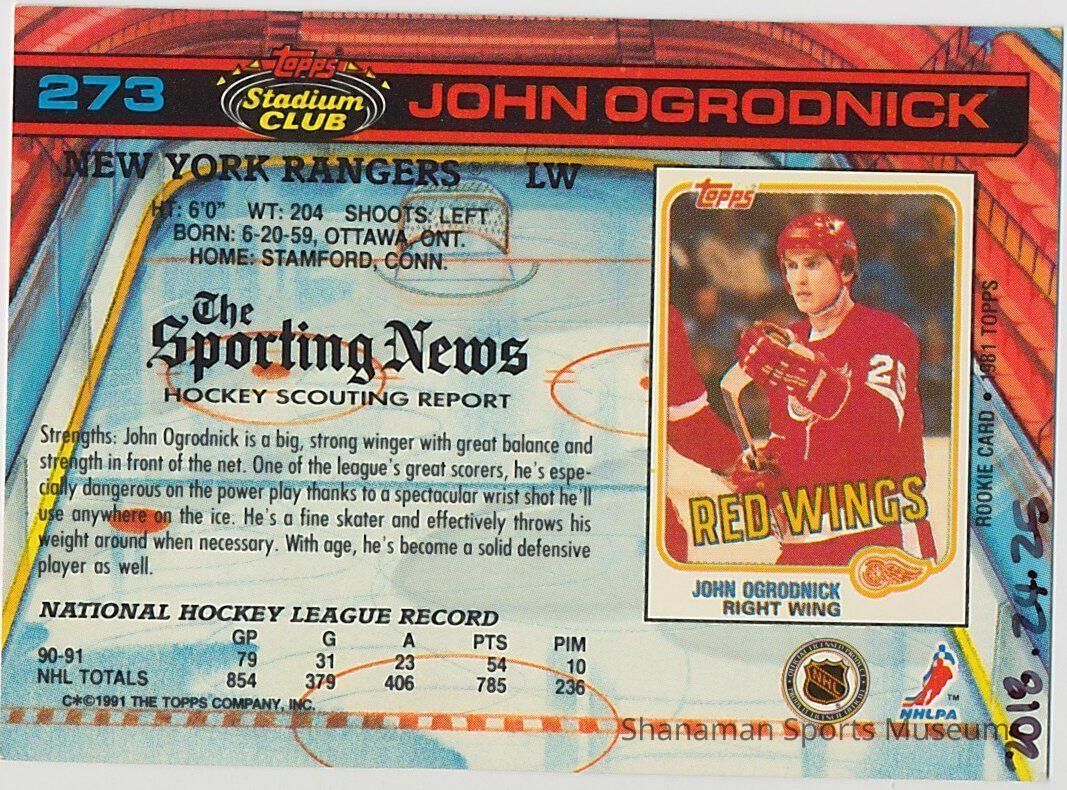 273
Topps
Stadium
CLUB
JOHN OGRODNICK
NEW YORK RANGERS® LW
HT: 6'0" WT: 204 SHOOTS: LEFT
BORN: 6-20-59, OTTAWA, ONT.
HOME: STAMFORD, CONN.
The
Sporting News
HOCKEY SCOUTING REPORT
Strengths: John Ogrodnick is a big, strong winger with great balance and
strength in front of the net. One of the league's great scorers, he's espe-
cially dangerous on the power play thanks to a spectacular wrist shot he'll
use anywhere on the ice. He's a fine skater and effectively throws his
weight around when necessary. With age, he's become a solid defensive
player as well.
NATIONAL HOCKEY LEAGUE RECORD
GP G A PTS PIM
90-91 79 31 23 54 10
NHL TOTALS 854 379 406 785 236
C*©1991 THE TOPPS COMPANY, INC.
Topps
25
RED WINGS
JOHN OGRODNICK
RIGHT WING
ROOKIE CARD • 1981 TOPPS
NHL
NHLPA
TM
Shanaman Sports Museum